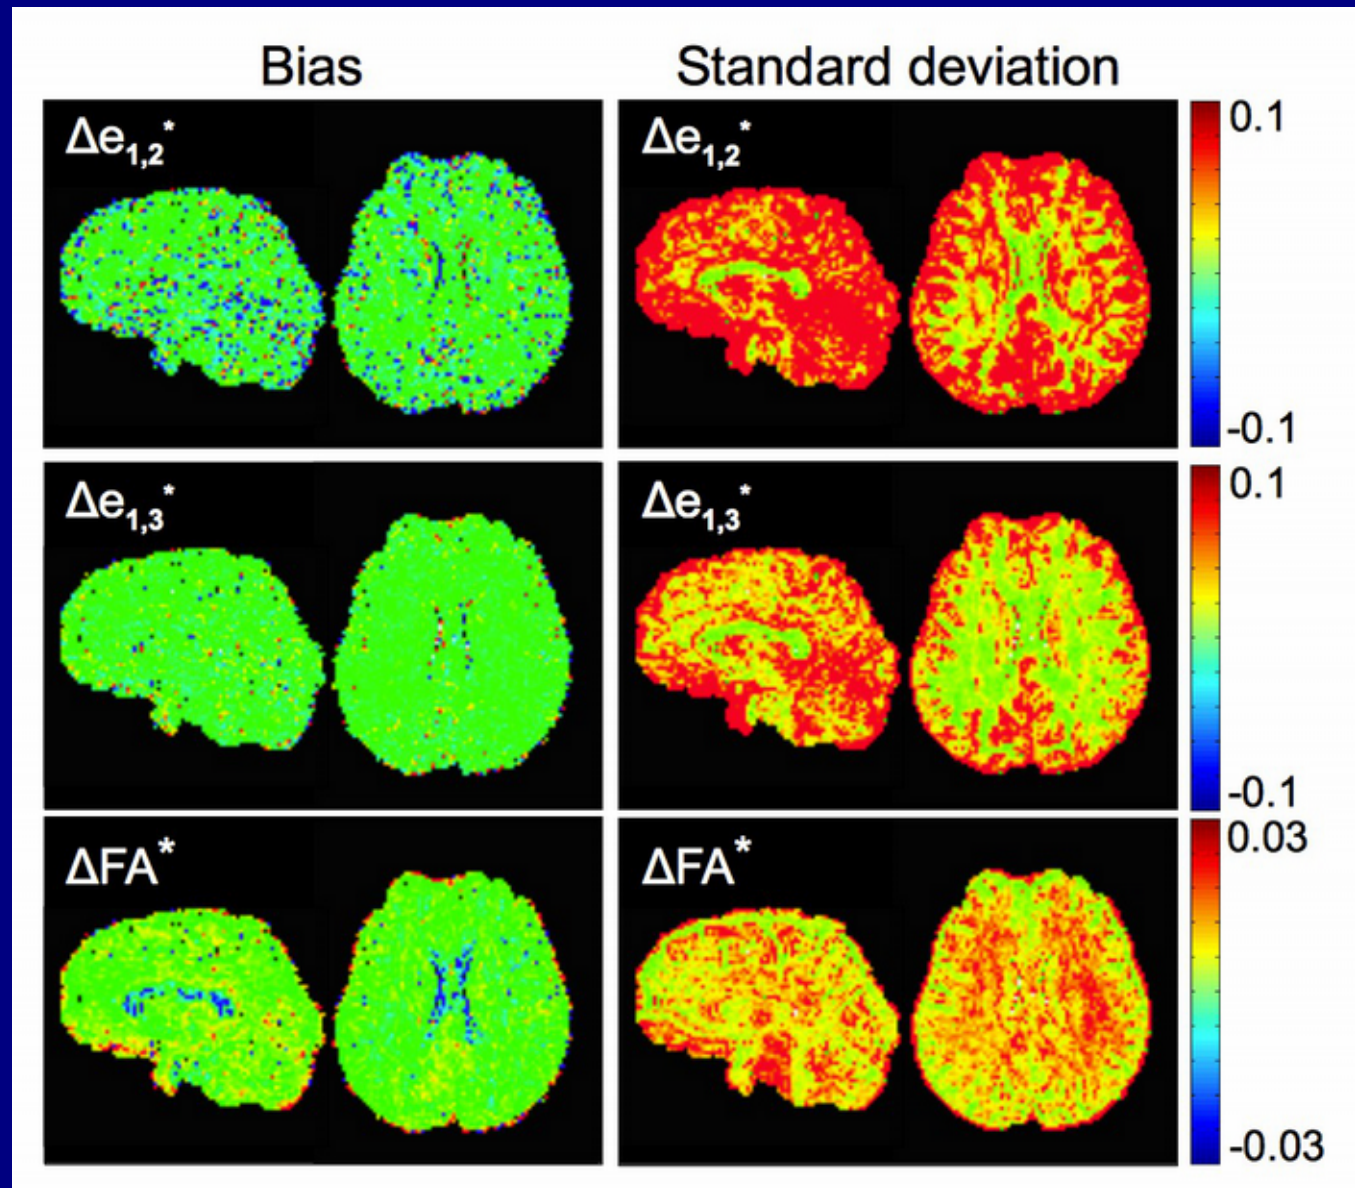 Bias Standard deviation
Δe1,2* Δe1,2* 0.1
-0.1
Δe1,3* Δe1,3* 0.1
-0.1
ΔFA* ΔFA* 0.03
-0.03